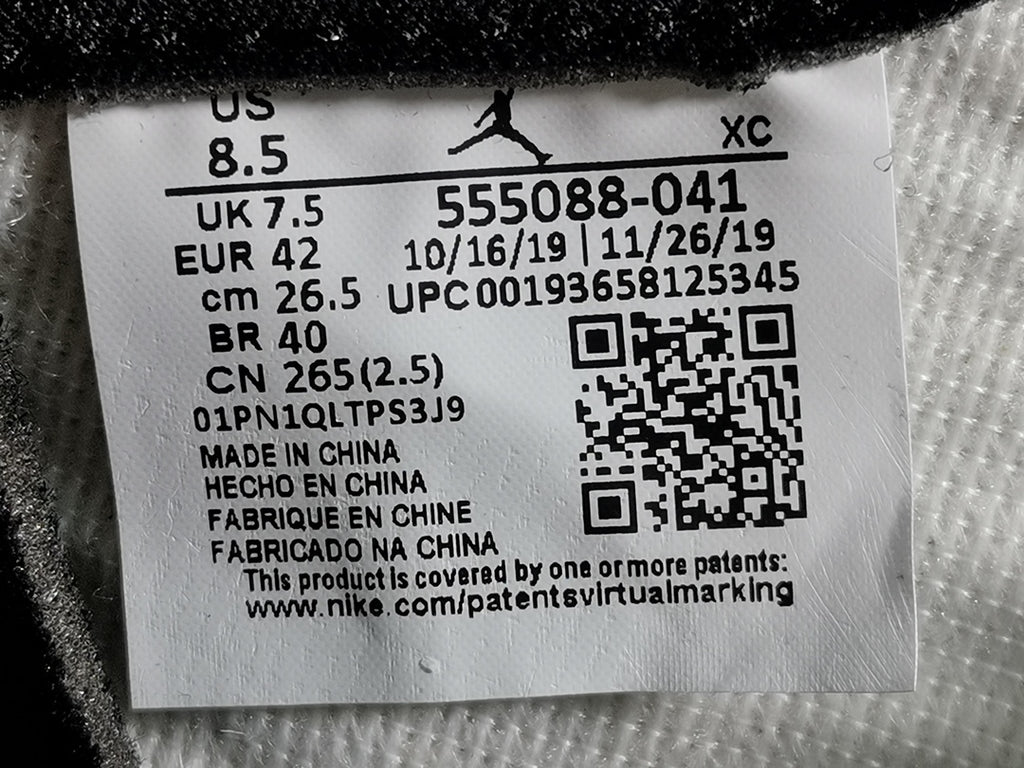 US
8.5
XC
UK 7.5
555088-041
EUR 42
10/16/19 | 11/26/19
cm 26.5
UPC 00193658125345
BR 40
CN 265(2.5)
01PN1QLTPS3J9
MADE IN CHINA
HECHO EN CHINA
FABRIQUE EN CHINE
FABRICADO NA CHINA
This product is covered by one or more patents:
www.nike.com/patentsvirtualmarking